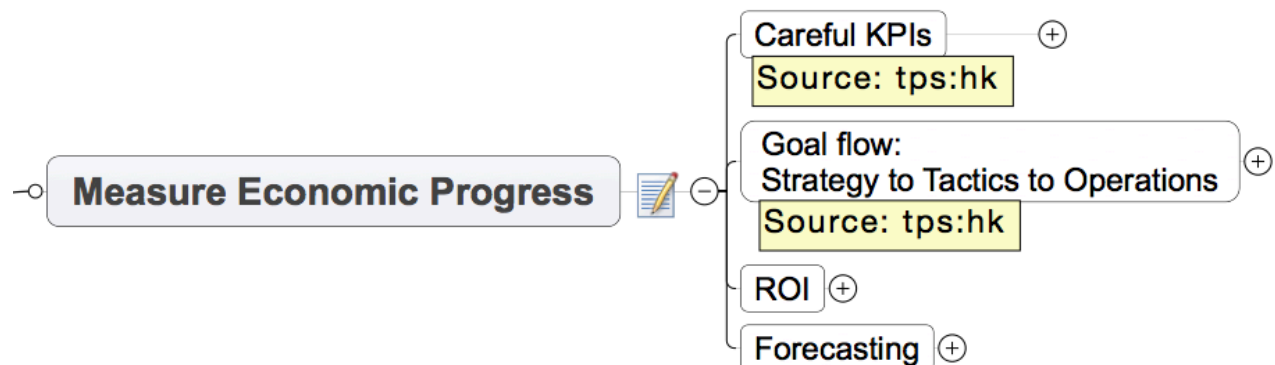 Careful KPIs
Source: tps:hk
Goal flow:
Strategy to Tactics to Operations
Source: tps:hk
Measure Economic Progress
ROI
Forecasting